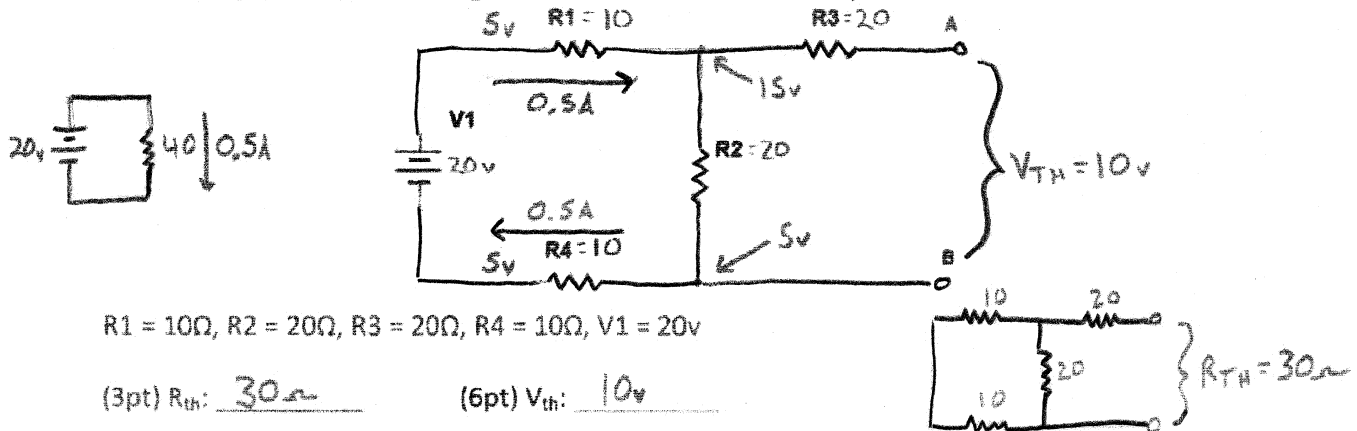 5v R1=10 R3=20 A
0.5A 15v
V1
20v 40 0.5A 20v R2=20 VTH=10v
0.5A
5v R4=10 5v B
R1 = 10Ω, R2 = 20Ω, R3 = 20Ω, R4 = 10Ω, V1 = 20v
10 20
20 RTH=30Ω
10
(3pt) Rth: 30Ω (6pt) Vth: 10v